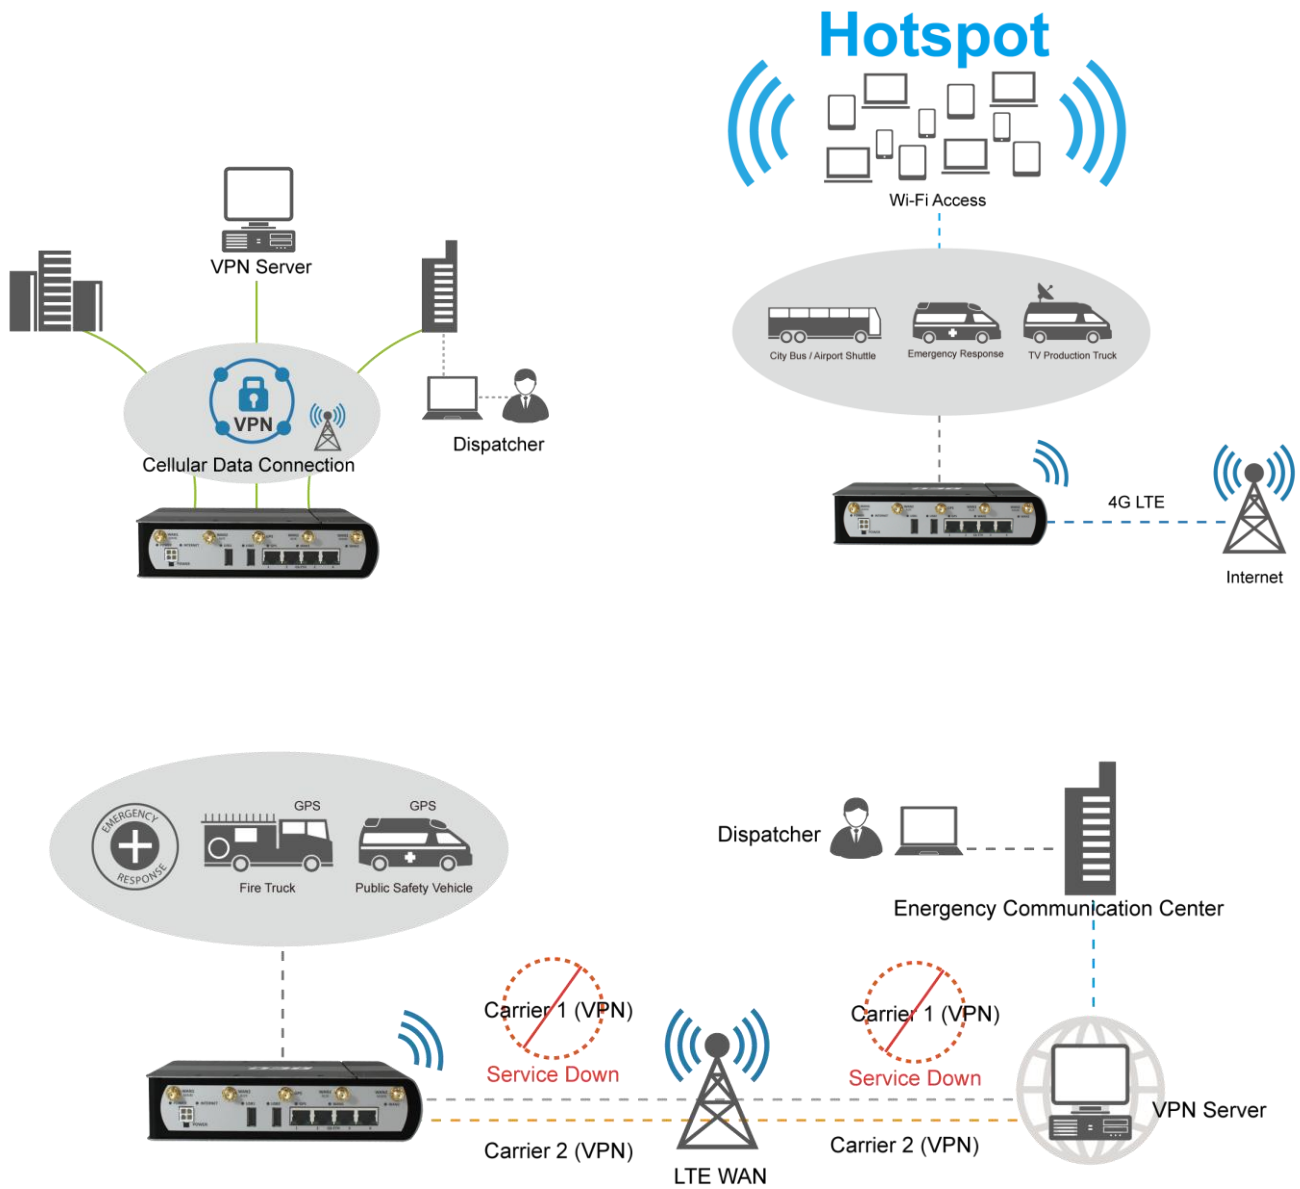 Hotspot
Wi-Fi Access
VPN Server
City Bus / Airport Shuttle
Emergency Response
TV Production Truck
VPN
Dispatcher
Cellular Data Connection
4G LTE
Internet
GPS
GPS
EMERGENCY
RESPONSE
Fire Truck
Public Safety Vehicle
Dispatcher
Energency Communication Center
Carrier 1 (VPN)
Carrier 1 (VPN)
Service Down
Service Down
VPN Server
Carrier 2 (VPN)
Carrier 2 (VPN)
LTE WAN